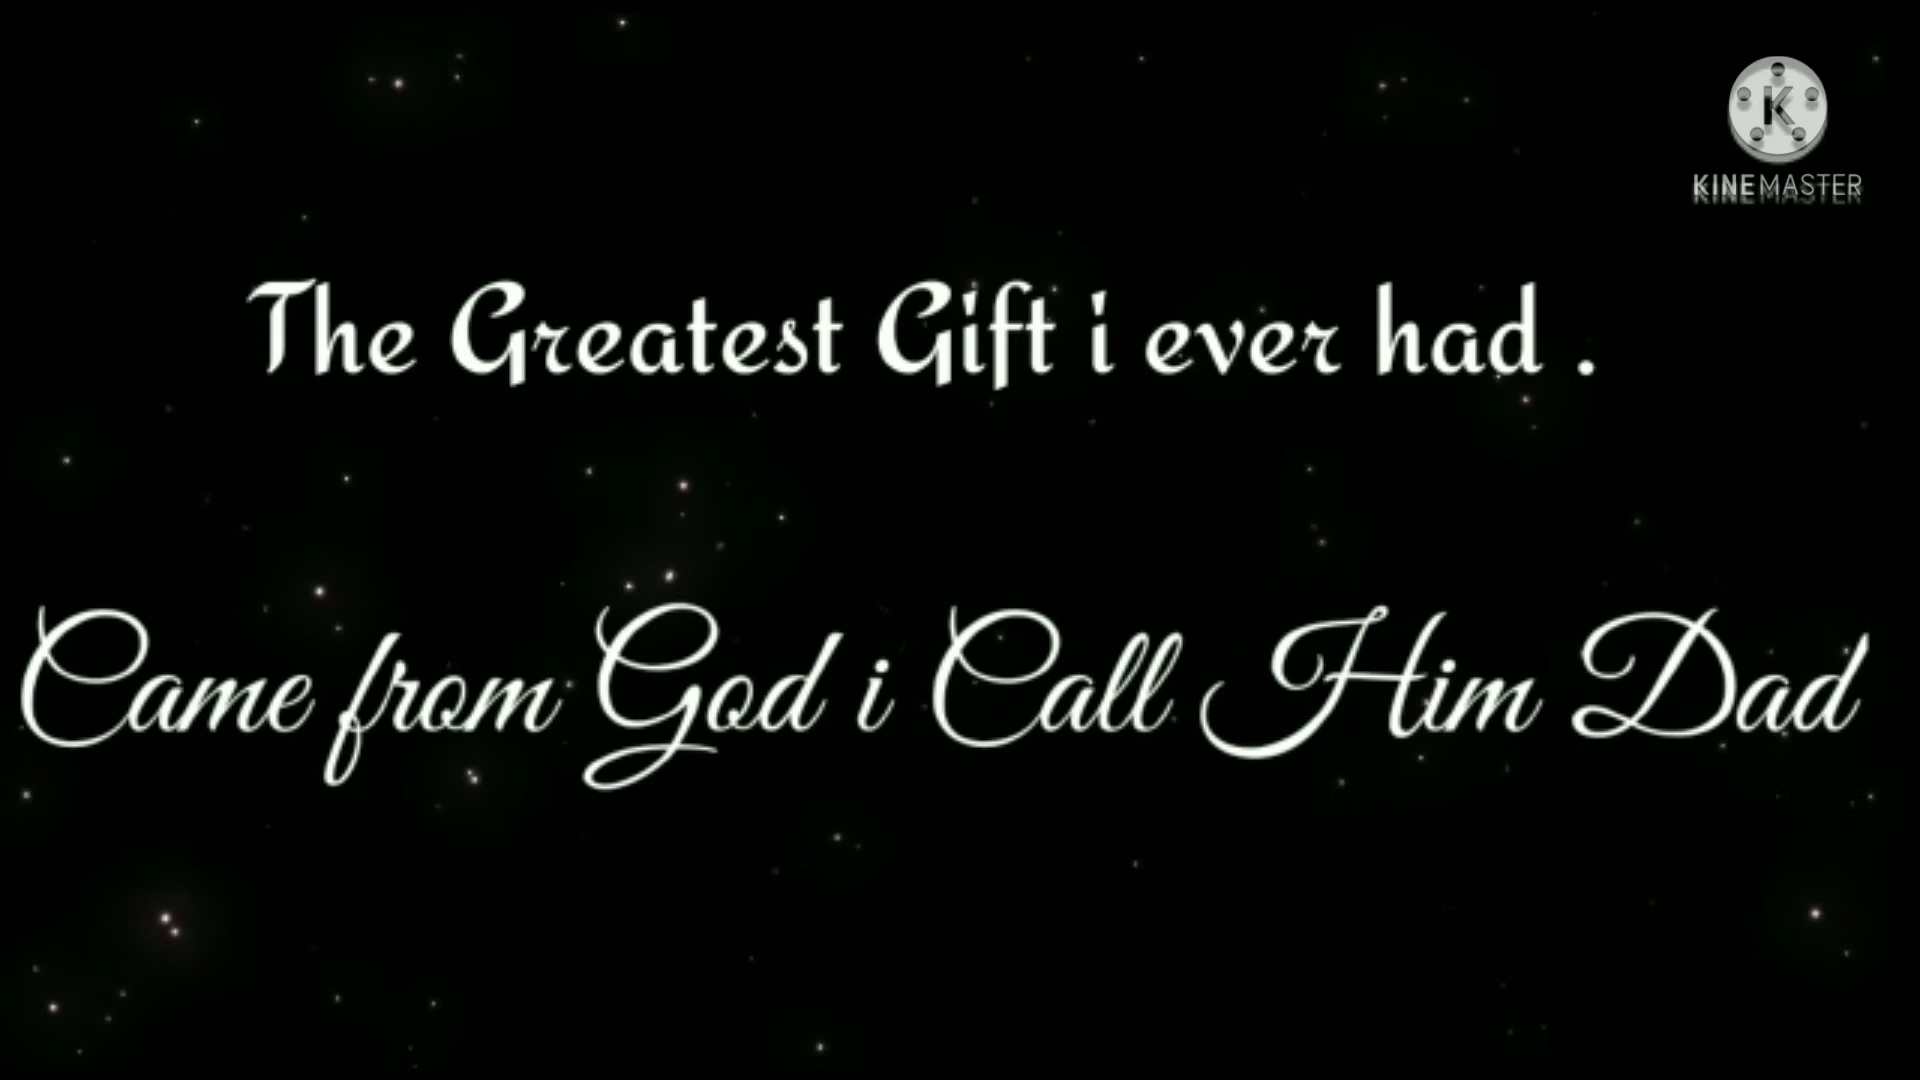 K
KINEMASTER
The Greatest Gift i ever had .
Came from God i Call Him Dad